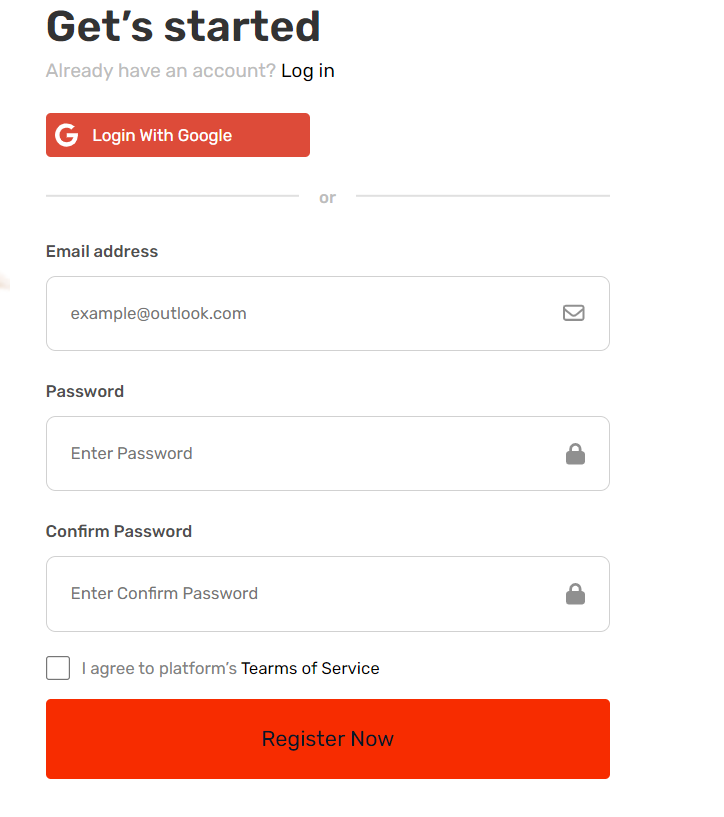 Get’s started
Already have an account? Log in
Login With Google
or
Email address
example@outlook.com
Password
Enter Password
Confirm Password
Enter Confirm Password
I agree to platform’s Tearms of Service
Register Now